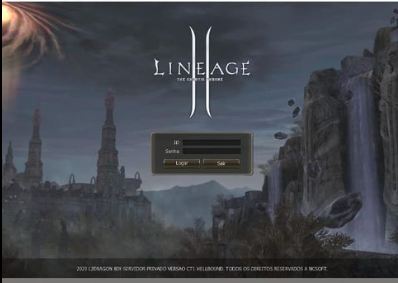 LINEAGE
II
THE CHAOTIC THRONE
ID
Senha
Login
Sair
2020 L2DRAGON BOX SERVIDOR PRIVADO VERSAO CT1 HELLBOUND. TODOS OS DIREITOS RESERVADOS A NCSOFT.